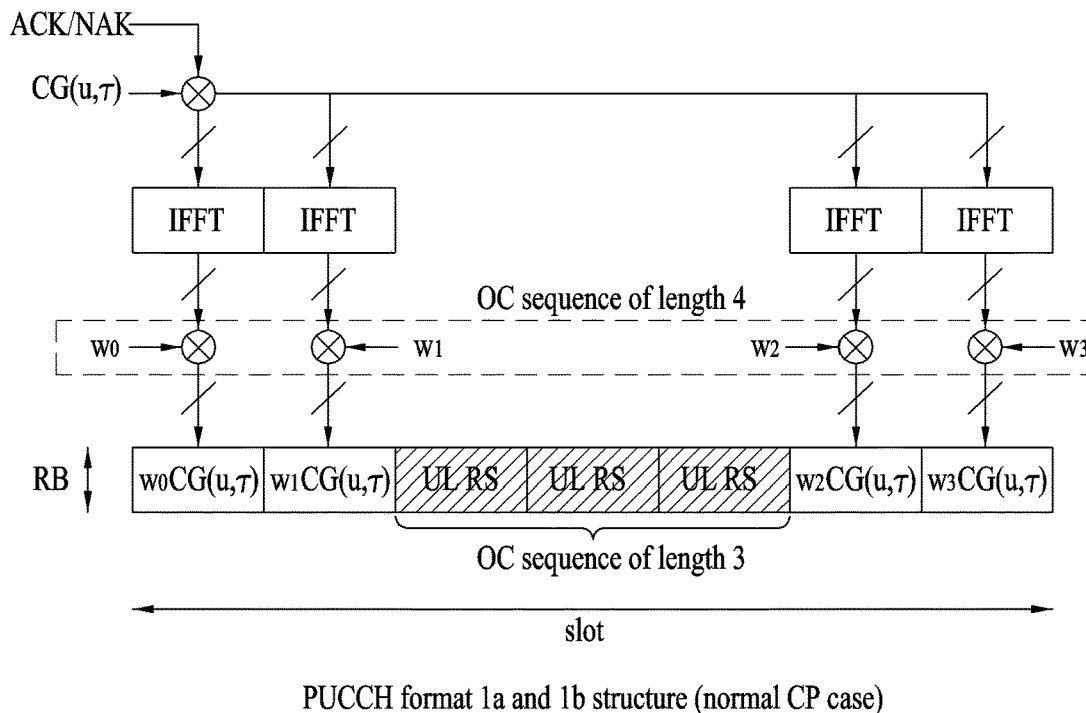 ACK/NAK
CG(u,τ)
IFFT IFFT IFFT IFFT
OC sequence of length 4
w0 w1 w2 w3
RB w0CG(u,τ) w1CG(u,τ) UL RS UL RS UL RS w2CG(u,τ) w3CG(u,τ)
OC sequence of length 3
slot
PUCCH format 1a and 1b structure (normal CP case)